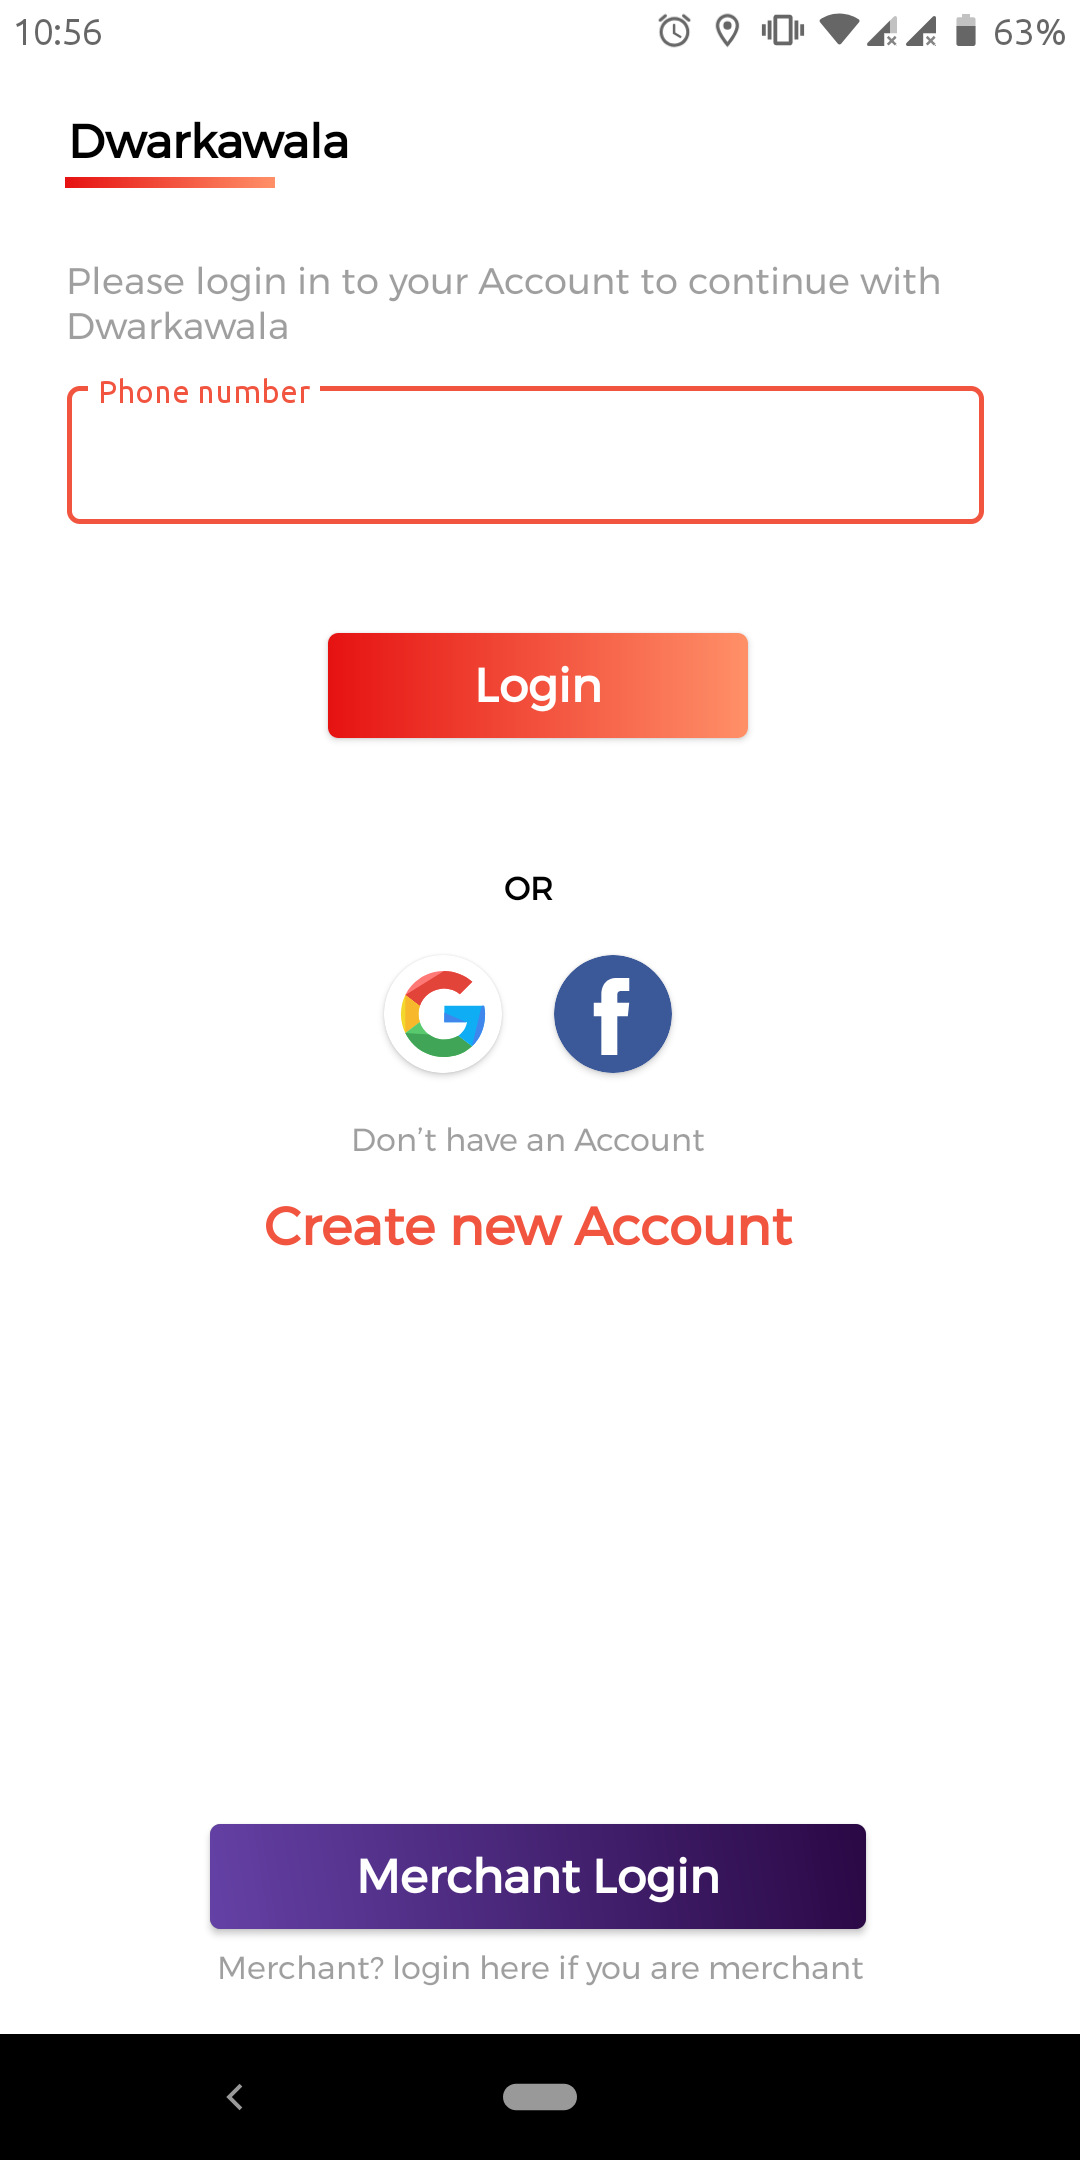 10:56
63%
Dwarkawala
Please login in to your Account to continue with
Dwarkawala
Phone number
Login
OR
Don’t have an Account
Create new Account
Merchant Login
Merchant? login here if you are merchant